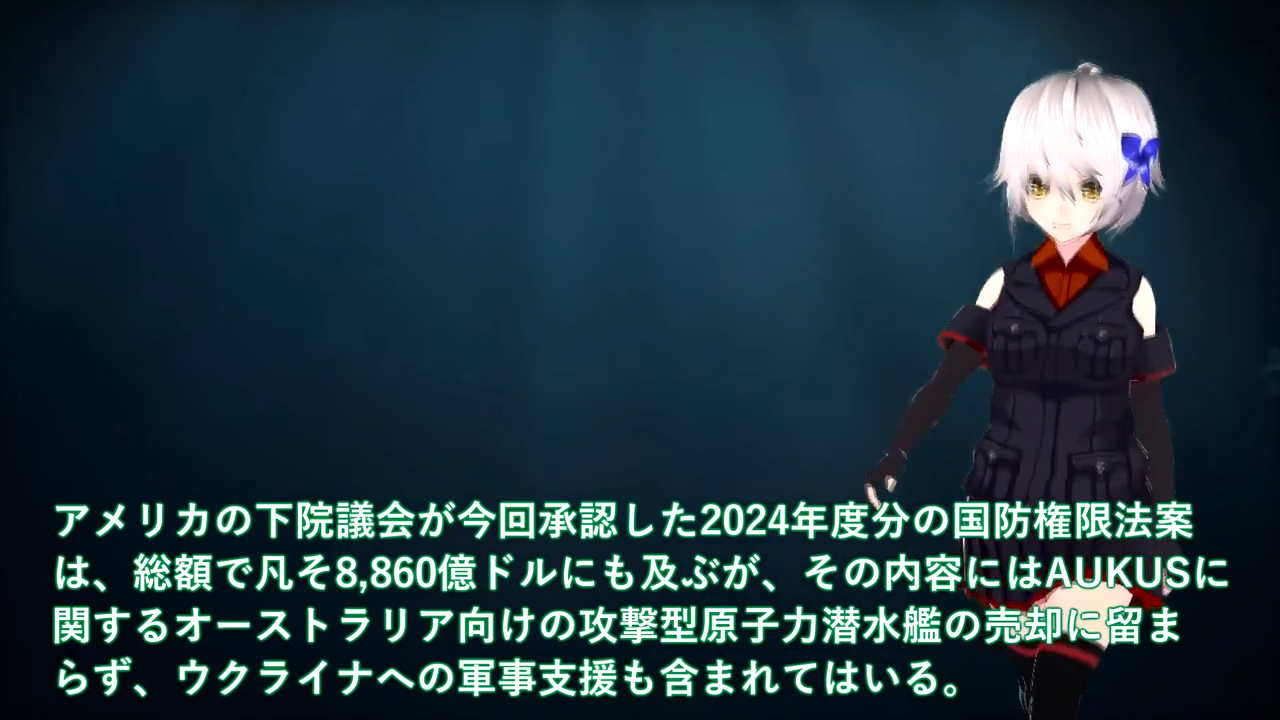 アメリカの下院議会が今回承認した2024年度分の国防権限法案
は、総額で凡そ8,860億ドルにも及ぶが、その内容にはAUKUSに
関するオーストラリア向けの攻撃型原子力潜水艦の売却に留ま
らず、ウクライナへの軍事支援も含まれてはいる。